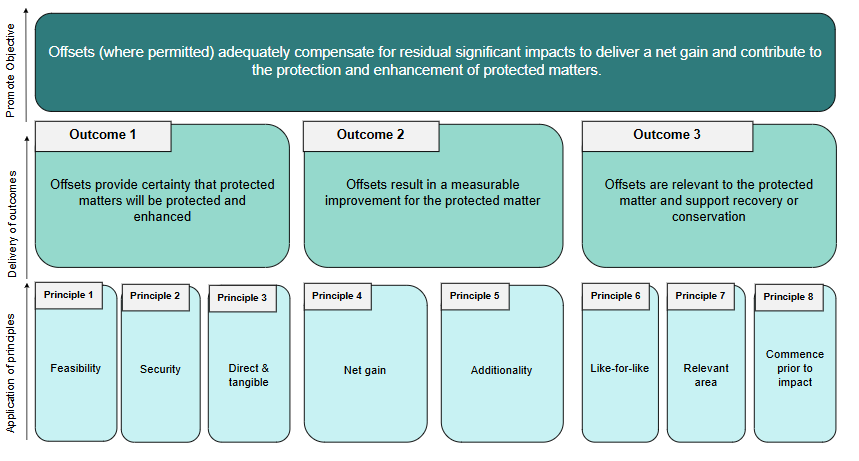 Promote Objective
Offsets (where permitted) adequately compensate for residual significant impacts to deliver a net gain and contribute to
the protection and enhancement of protected matters.
Delivery of outcomes
Outcome 1
Offsets provide certainty that protected
matters will be protected and
enhanced
Outcome 2
Offsets result in a measurable
improvement for the protected matter
Outcome 3
Offsets are relevant to the protected
matter and support recovery or
conservation
Application of principles
Principle 1
Feasibility
Principle 2
Security
Principle 3
Direct &
tangible
Principle 4
Net gain
Principle 5
Additionality
Principle 6
Like-for-like
Principle 7
Relevant
area
Principle 8
Commence
prior to
impact